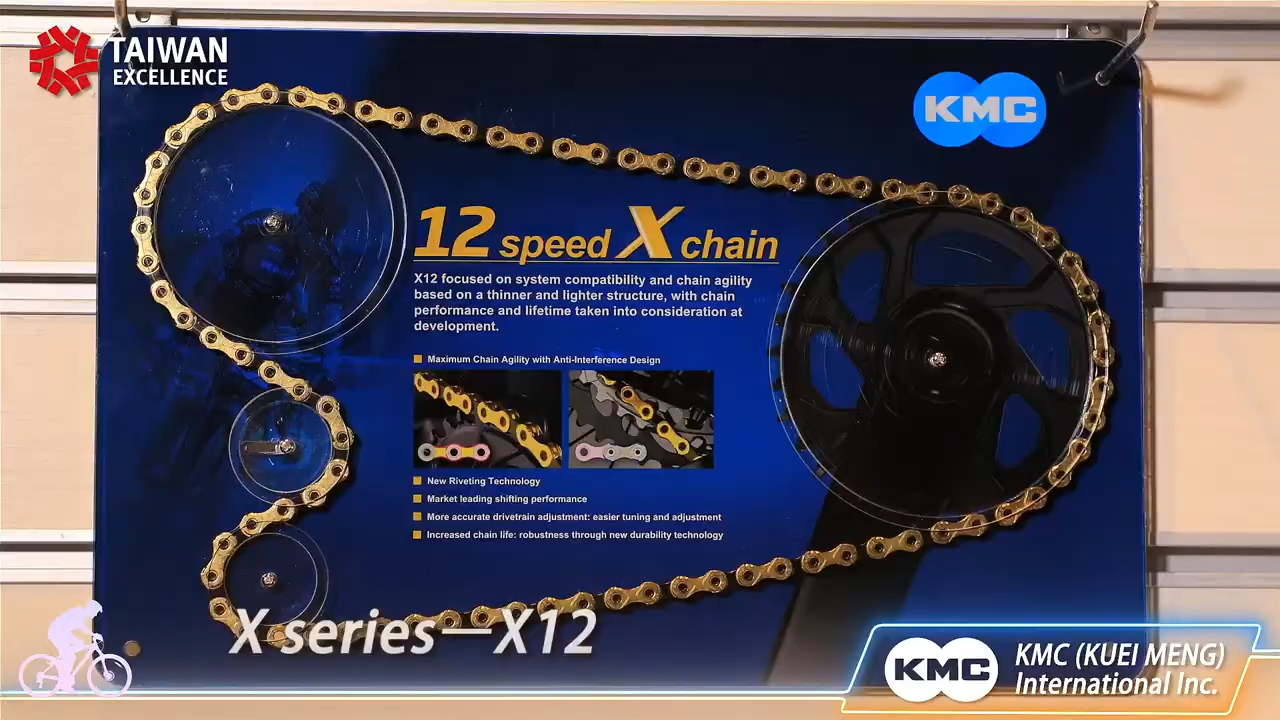 TAIWAN
EXCELLENCE
KMC
12 speed X chain
X12 focused on system compatibility and chain agility
based on a thinner and lighter structure, with chain
performance and lifetime taken into consideration at
development.
Maximum Chain Agility with Anti-Interference Design
New Riveting Technology
Market leading shifting performance
More accurate drivetrain adjustment: easier tuning and adjustment
Increased chain life: robustness through new durability technology
X series—X12
KMC
KMC (KUEI MENG)
International Inc.